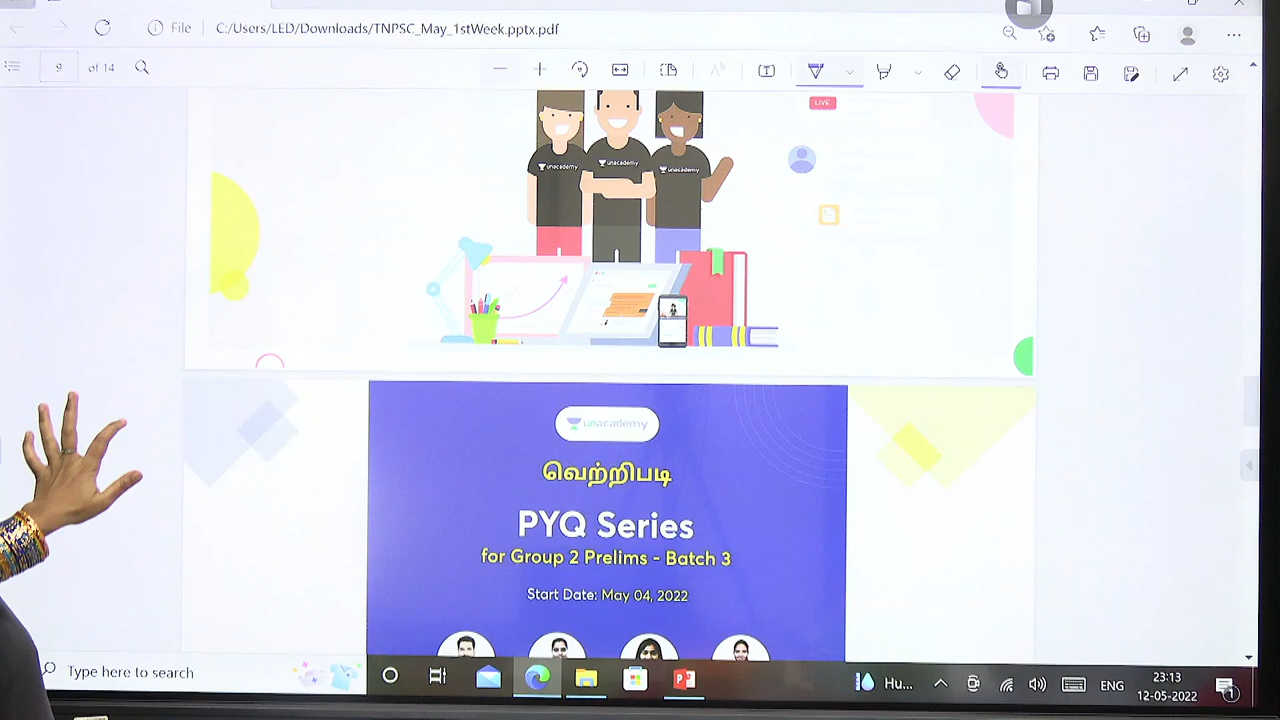 File C:/Users/LED/Downloads/TNPSC_May_1stWeek.pptx.pdf
9 of 14
LIVE
unacademy
unacademy
unacademy
unacademy
வெற்றிபடி
PYQ Series
for Group 2 Prelims - Batch 3
Start Date: May 04, 2022
Type here to search
Hu...
ENG
23:13
12-05-2022
1